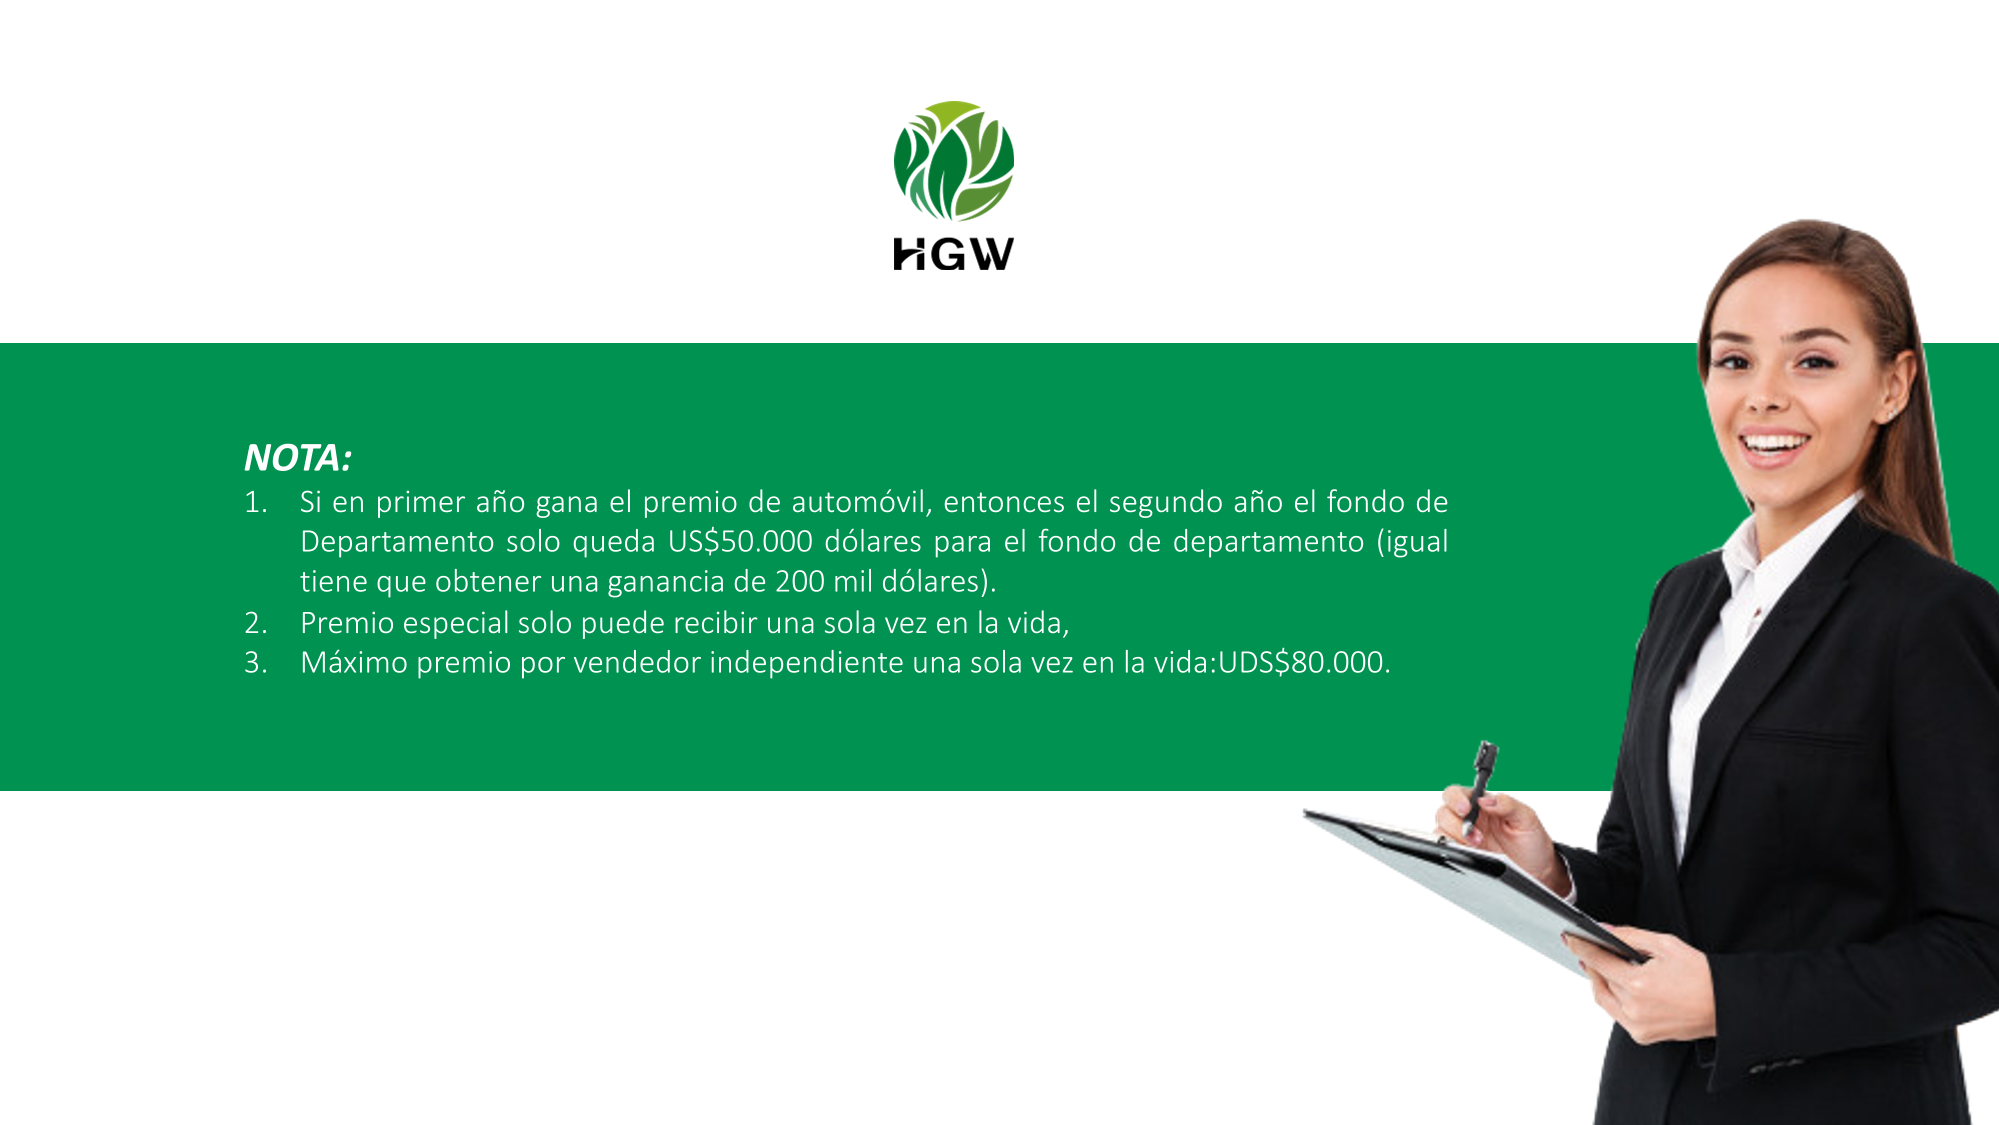 HGW
NOTA:
1. Si en primer año gana el premio de automóvil, entonces el segundo año el fondo de
Departamento solo queda US$50.000 dólares para el fondo de departamento (igual
tiene que obtener una ganancia de 200 mil dólares).
2. Premio especial solo puede recibir una sola vez en la vida,
3. Máximo premio por vendedor independiente una sola vez en la vida:UDS$80.000.